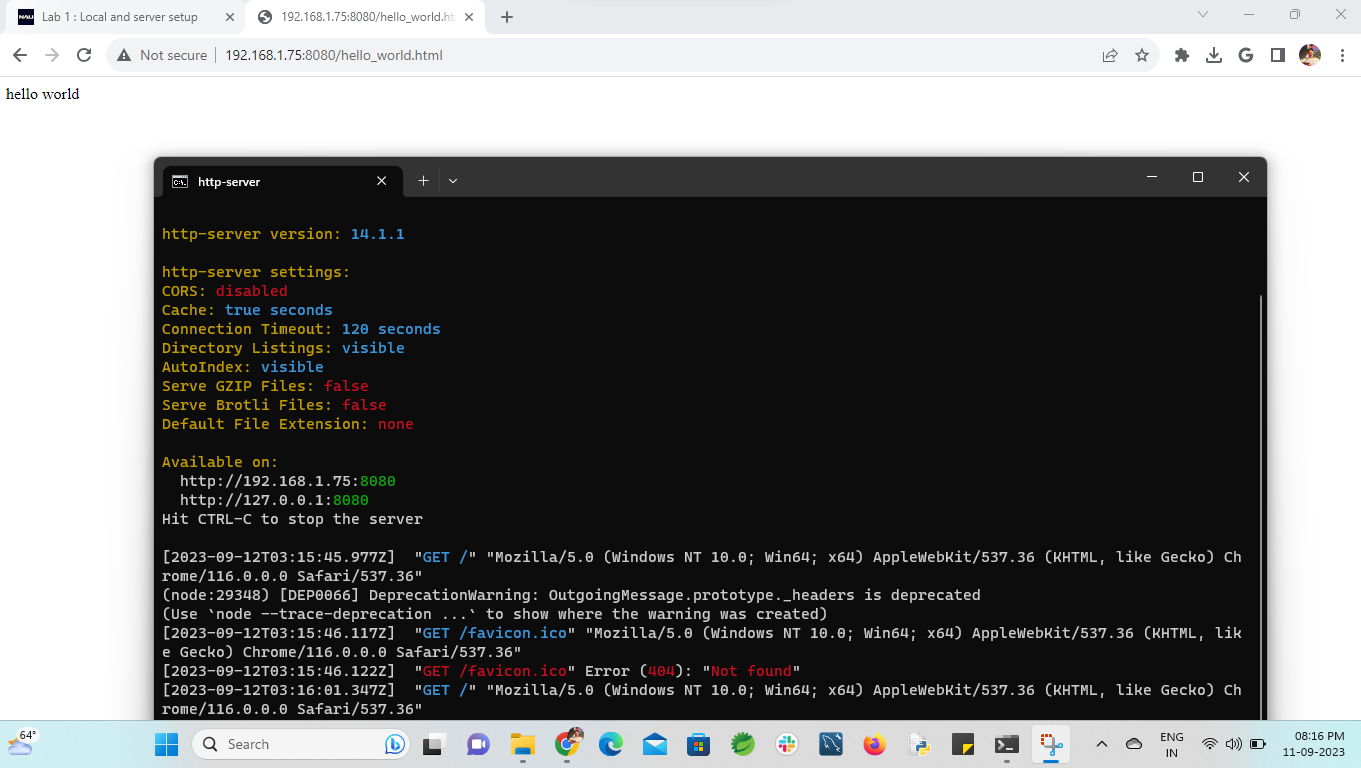 NAU Lab 1 : Local and server setup
192.168.1.75:8080/hello_world.ht
Not secure 192.168.1.75:8080/hello_world.html
hello world
http-server
http-server version: 14.1.1
http-server settings:
CORS: disabled
Cache: true seconds
Connection Timeout: 120 seconds
Directory Listings: visible
AutoIndex: visible
Serve GZIP Files: false
Serve Brotli Files: false
Default File Extension: none
Available on:
http://192.168.1.75:8080
http://127.0.0.1:8080
Hit CTRL-C to stop the server
[2023-09-12T03:15:45.977Z]  "GET /" "Mozilla/5.0 (Windows NT 10.0; Win64; x64) AppleWebKit/537.36 (KHTML, like Gecko) Ch
rome/116.0.0.0 Safari/537.36"
(node:29348) [DEP0066] DeprecationWarning: OutgoingMessage.prototype._headers is deprecated
(Use `node --trace-deprecation ...` to show where the warning was created)
[2023-09-12T03:15:46.117Z]  "GET /favicon.ico" "Mozilla/5.0 (Windows NT 10.0; Win64; x64) AppleWebKit/537.36 (KHTML, lik
e Gecko) Chrome/116.0.0.0 Safari/537.36"
[2023-09-12T03:15:46.122Z]  "GET /favicon.ico" Error (404): "Not found"
[2023-09-12T03:16:01.347Z]  "GET /" "Mozilla/5.0 (Windows NT 10.0; Win64; x64) AppleWebKit/537.36 (KHTML, like Gecko) Ch
rome/116.0.0.0 Safari/537.36"
64°
Search
ENG
IN
08:16 PM
11-09-2023